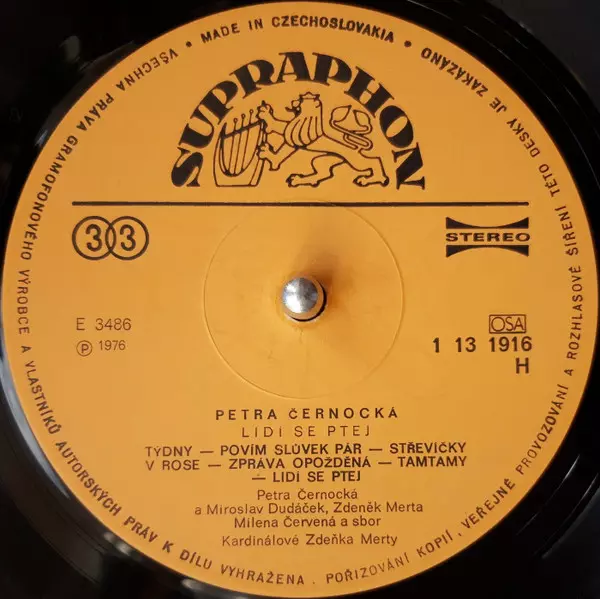 VŠECHNA PRÁVA GRAMOFONOVÉHO VÝROBCE A VLASTNÍKŮ AUTORSKÝCH PRÁV K DÍLU VYHRAŽENA. POŘIZOVÁNÍ KOPIÍ, VEŘEJNÉ PROVOZOVÁNÍ A ROZHLASOVÉ ŠÍŘENÍ TÉTO DESKY JE ZAKÁZÁNO • MADE IN CZECHOSLOVAKIA •
SUPRAPHON
33
STEREO
E 3486
Ⓟ 1976
OSA
1 13 1916
H
PETRA ČERNOCKÁ
LIDÍ SE PTEJ
TÝDNY — POVÍM SLŮVEK PÁR — STŘEVÍČKY
V ROSE — ZPRÁVA OPOŽDĚNÁ — TAMTAMY
— LIDÍ SE PTEJ
Petra Černocká
a Miroslav Dudáček, Zdeněk Merta
Milena Červená a sbor
Kardinálové Zdeňka Merty